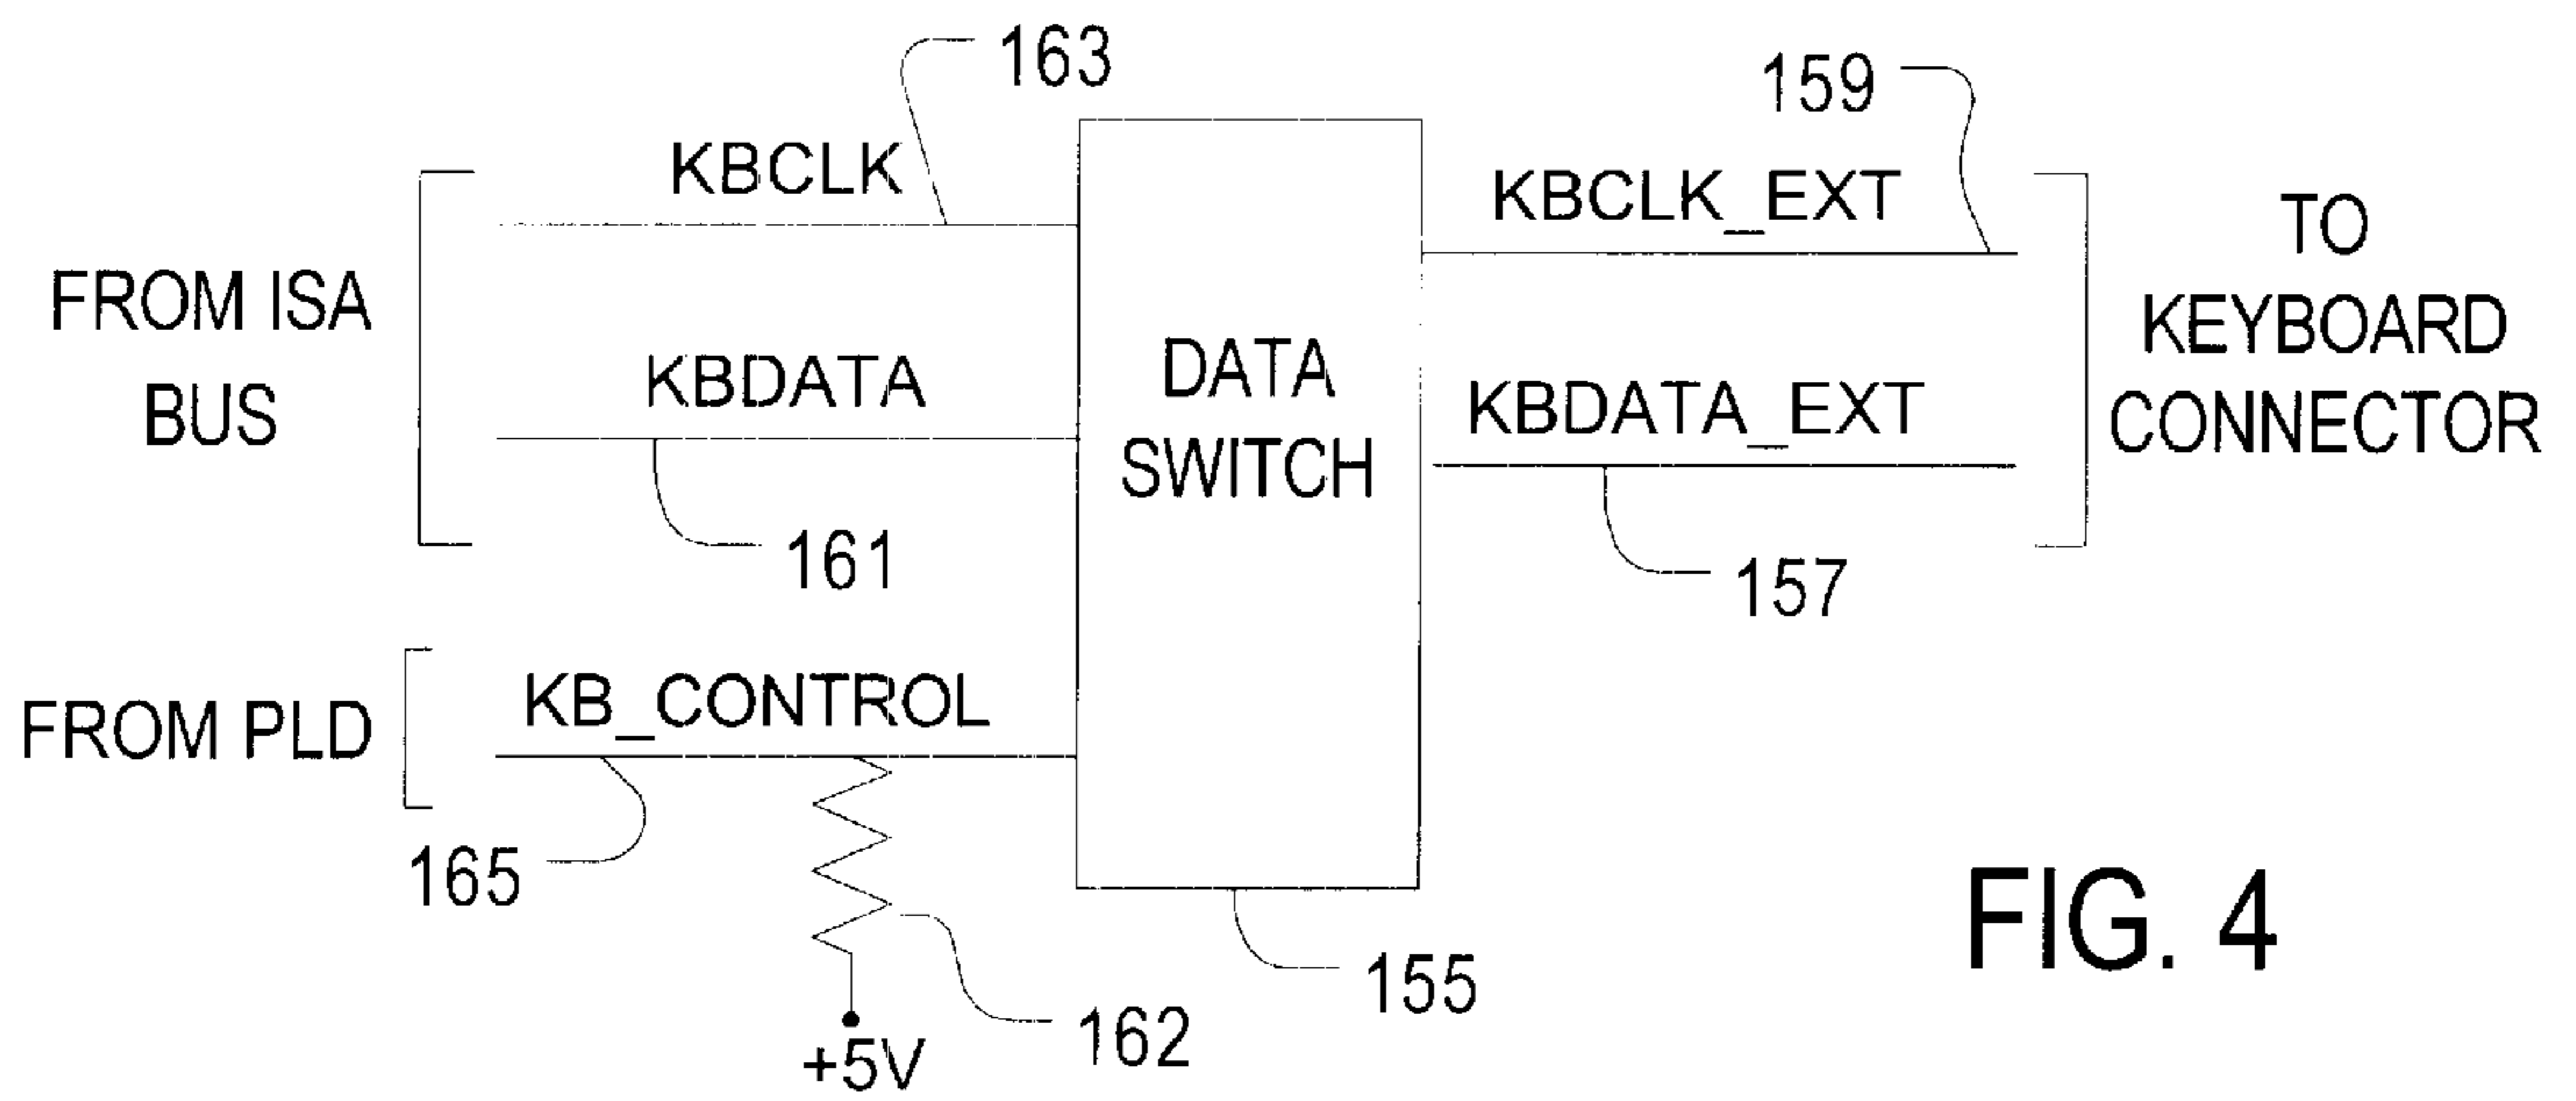 163
159
KBCLK
KBCLK_EXT
TO
KEYBOARD
CONNECTOR
FROM ISA
BUS
KBDATA
DATA
SWITCH
KBDATA_EXT
161
157
FROM PLD
KB_CONTROL
165
155
162
+5V
FIG. 4